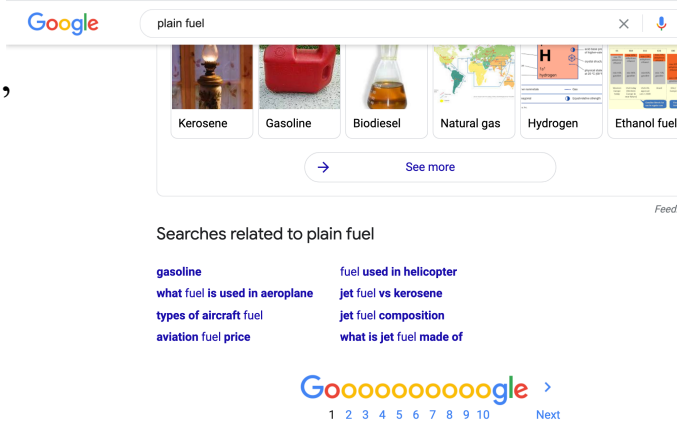 Google plain fuel
,
H
hydrogen
Kerosene Gasoline Biodiesel Natural gas Hydrogen Ethanol fuel
See more
Feed
Searches related to plain fuel
gasoline fuel used in helicopter
what fuel is used in aeroplane jet fuel vs kerosene
types of aircraft fuel jet fuel composition
aviation fuel price what is jet fuel made of
Goooooooooogle >
1 2 3 4 5 6 7 8 9 10 Next